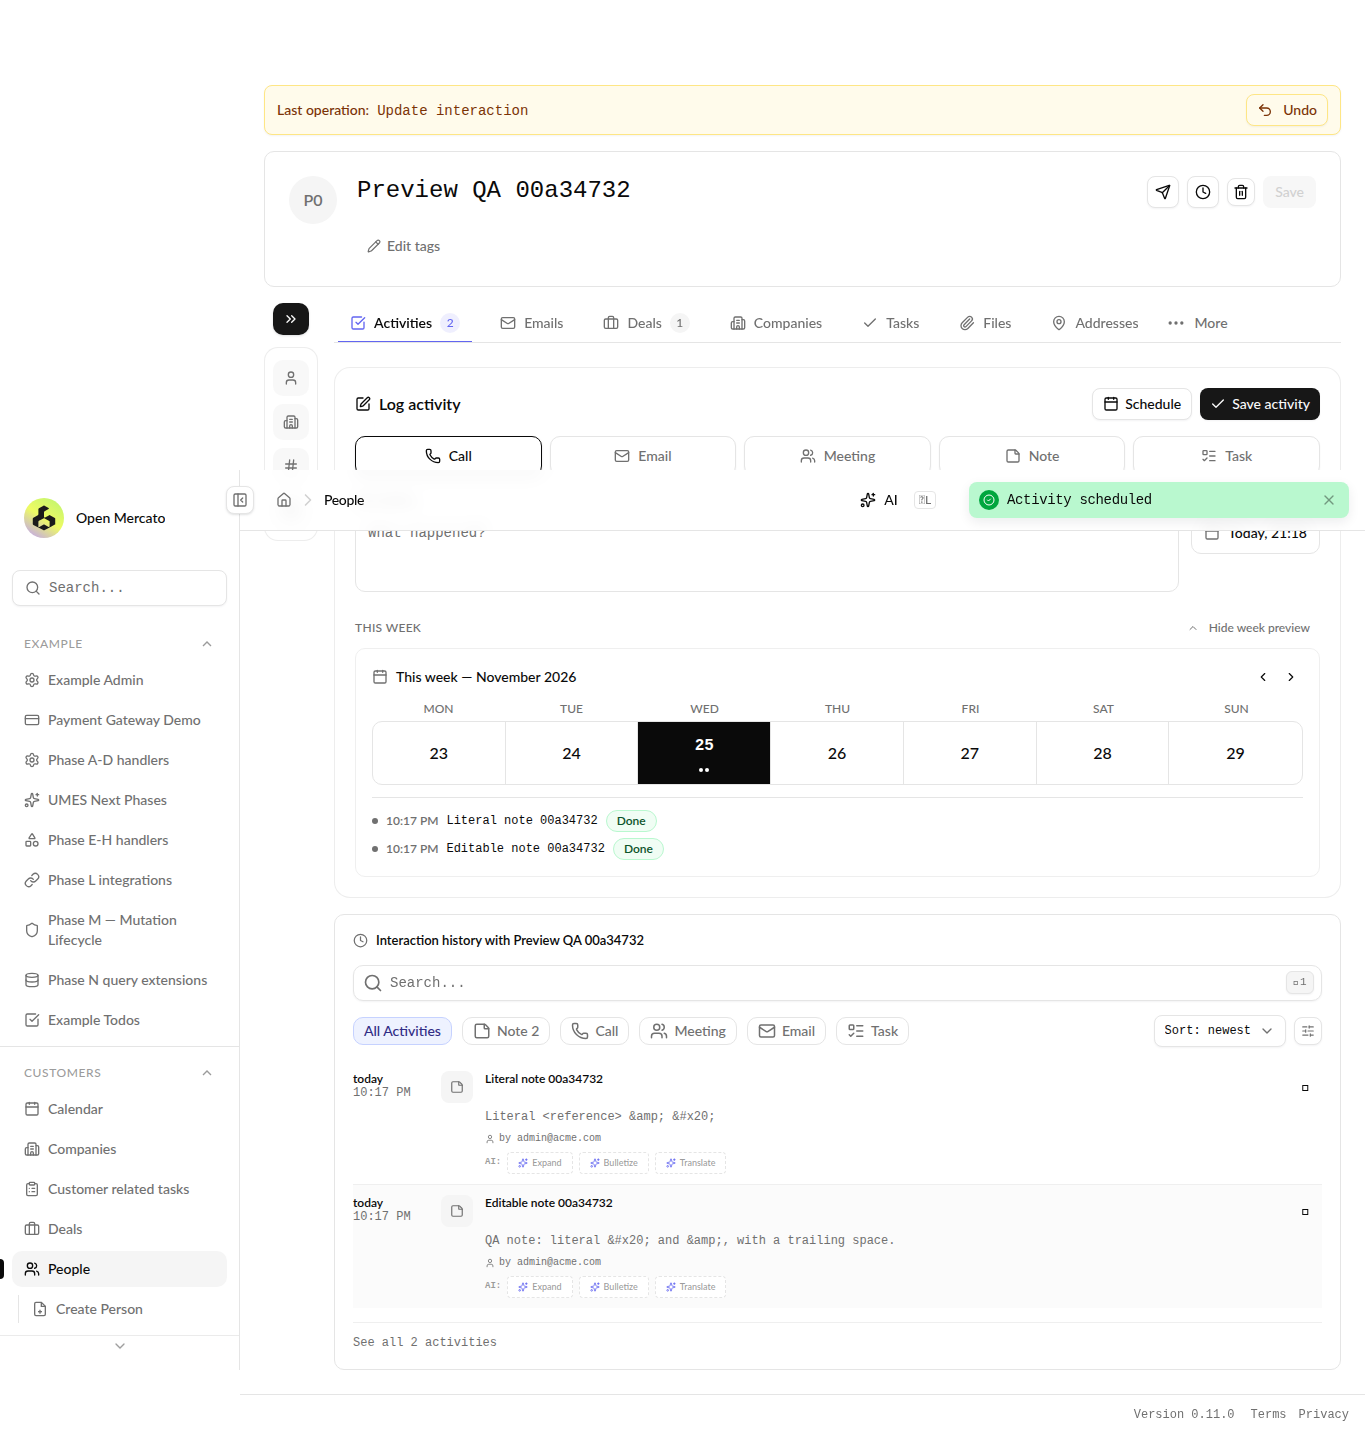 Last operation: Update interaction
Undo
P0
Preview QA 00a34732
Save
Edit tags
Activities 2
Emails
Deals 1
Companies
Tasks
Files
Addresses
More
Log activity
Schedule
Save activity
Call
Email
Meeting
Note
Task
Open Mercato
People
AI
L
Activity scheduled
What happened?
Today, 21:18
Search...
THIS WEEK
Hide week preview
EXAMPLE
Example Admin
Payment Gateway Demo
Phase A-D handlers
UMES Next Phases
Phase E-H handlers
Phase L integrations
Phase M — Mutation
Lifecycle
Phase N query extensions
Example Todos
CUSTOMERS
Calendar
Companies
Customer related tasks
Deals
People
Create Person
This week — November 2026
MON TUE WED THU FRI SAT SUN
23 24 25 26 27 28 29
10:17 PM Literal note 00a34732 Done
10:17 PM Editable note 00a34732 Done
Interaction history with Preview QA 00a34732
Search...
1
All Activities
Note 2
Call
Meeting
Email
Task
Sort: newest
today
10:17 PM
Literal note 00a34732
Literal <reference> &amp; &#x20;
by admin@acme.com
AI: Expand Bulletize Translate
today
10:17 PM
Editable note 00a34732
QA note: literal &#x20; and &amp;, with a trailing space.
by admin@acme.com
AI: Expand Bulletize Translate
See all 2 activities
Version 0.11.0 Terms Privacy